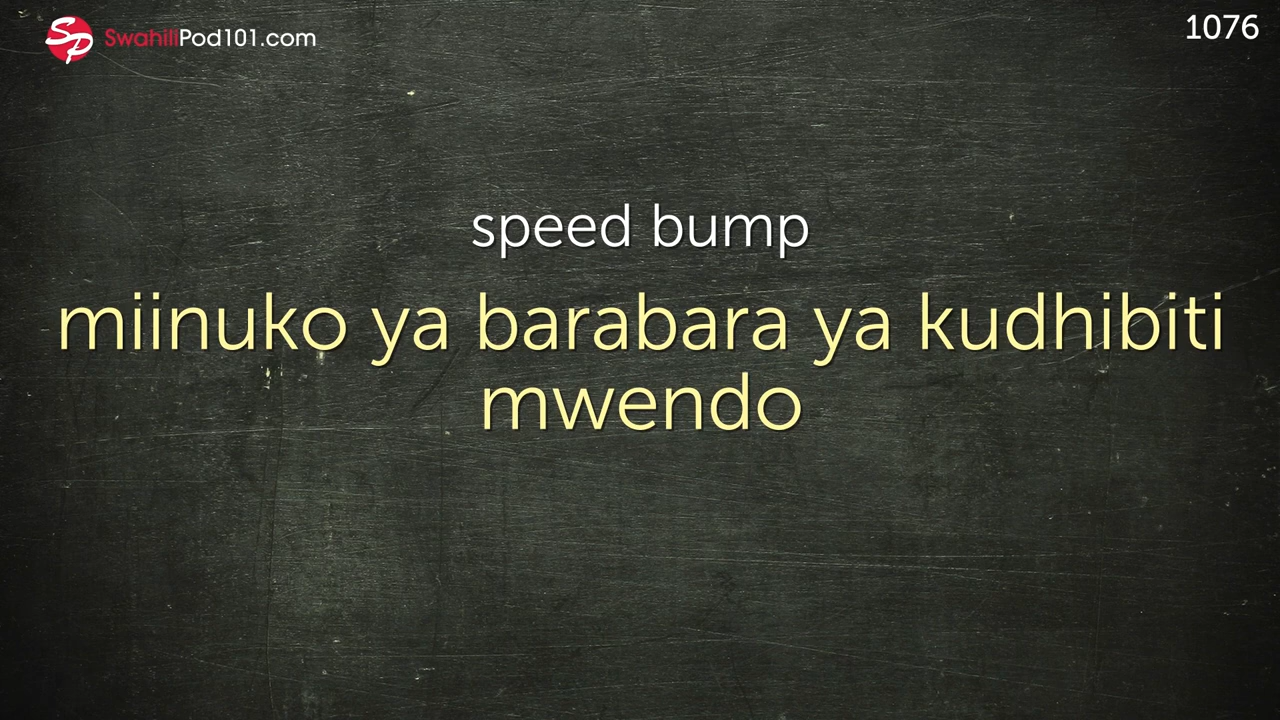 SwahiliPod101.com
1076
speed bump
miinuko ya barabara ya kudhibiti
mwendo